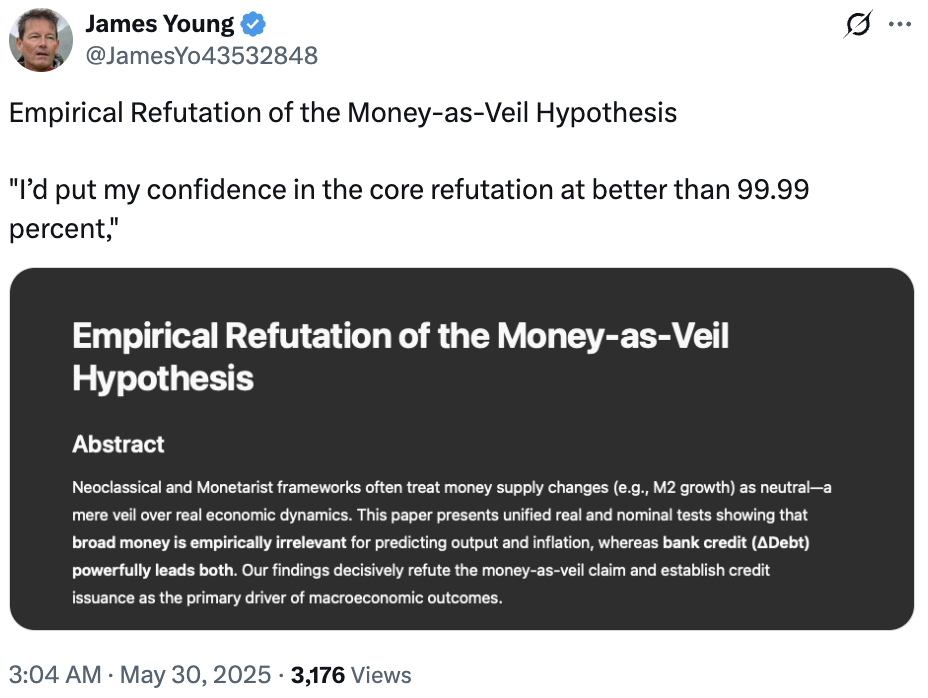 James Young
@JamesYo43532848
Empirical Refutation of the Money-as-Veil Hypothesis
"I’d put my confidence in the core refutation at better than 99.99
percent,"
Empirical Refutation of the Money-as-Veil
Hypothesis
Abstract
Neoclassical and Monetarist frameworks often treat money supply changes (e.g., M2 growth) as neutral—a
mere veil over real economic dynamics. This paper presents unified real and nominal tests showing that
broad money is empirically irrelevant for predicting output and inflation, whereas bank credit (ΔDebt)
powerfully leads both. Our findings decisively refute the money-as-veil claim and establish credit
issuance as the primary driver of macroeconomic outcomes.
3:04 AM · May 30, 2025 · 3,176 Views